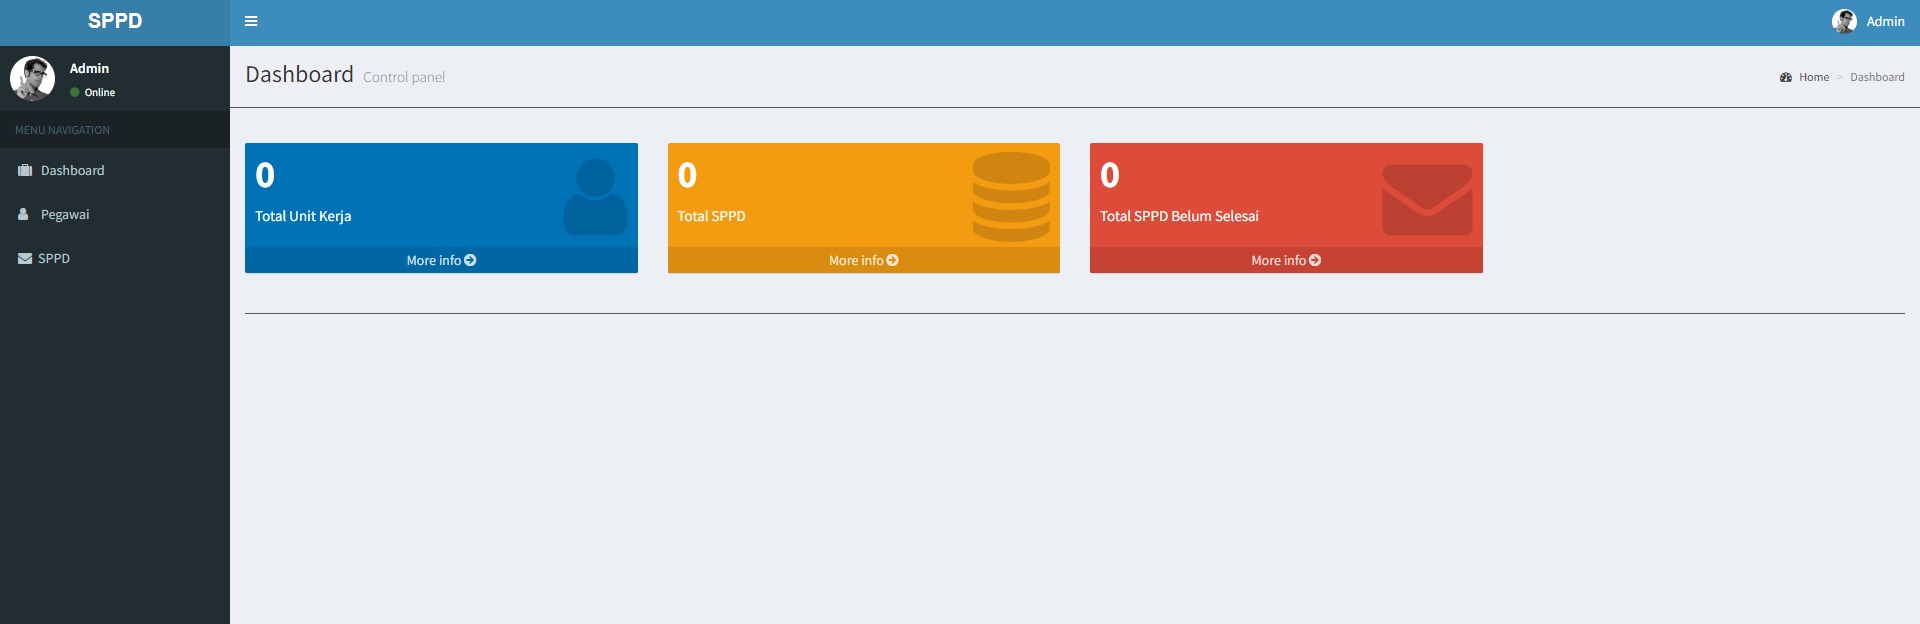 SPPD
Admin
Admin
Online
MENU NAVIGATION
Dashboard
Pegawai
SPPD
Dashboard Control panel
Home > Dashboard
0
Total Unit Kerja
More info
0
Total SPPD
More info
0
Total SPPD Belum Selesai
More info